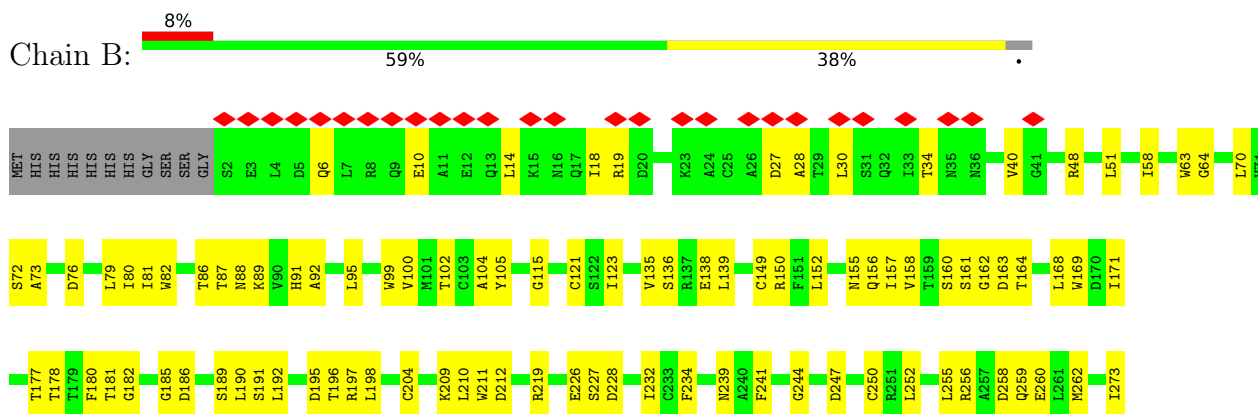 8%
Chain B:
59% 38% •
MET HIS HIS HIS HIS HIS HIS GLY SER SER GLY S2 E3 L4 D5 Q6 L7 R8 Q9 E10 A11 E12 Q13 L14 K15 N16 Q17 I18 R19 D20 K23 A24 C25 A26 D27 A28 T29 L30 S31 Q32 I33 T34 N35 N36 V40 G41 R48 L51 I58 W63 G64 L70
S72 A73 D76 L79 I80 I81 W82 T86 T87 N88 K89 V90 H91 A92 L95 W99 V100 M101 T102 C103 A104 Y105 G115 C121 S122 I123 V135 S136 R137 E138 L139 C149 R150 F151 L152 N155 Q156 I157 V158 T159 S160 S161 G162 D163 T164 L168 W169 D170 I171
T177 T178 T179 F180 T181 G182 G185 D186 S189 L190 S191 L192 D195 T196 R197 L198 C204 K209 L210 W211 D212 R219 E226 S227 D228 I232 C233 F234 N239 A240 F241 G244 D247 C250 R251 L252 L255 R256 A257 D258 Q259 E260 L261 M262 I273